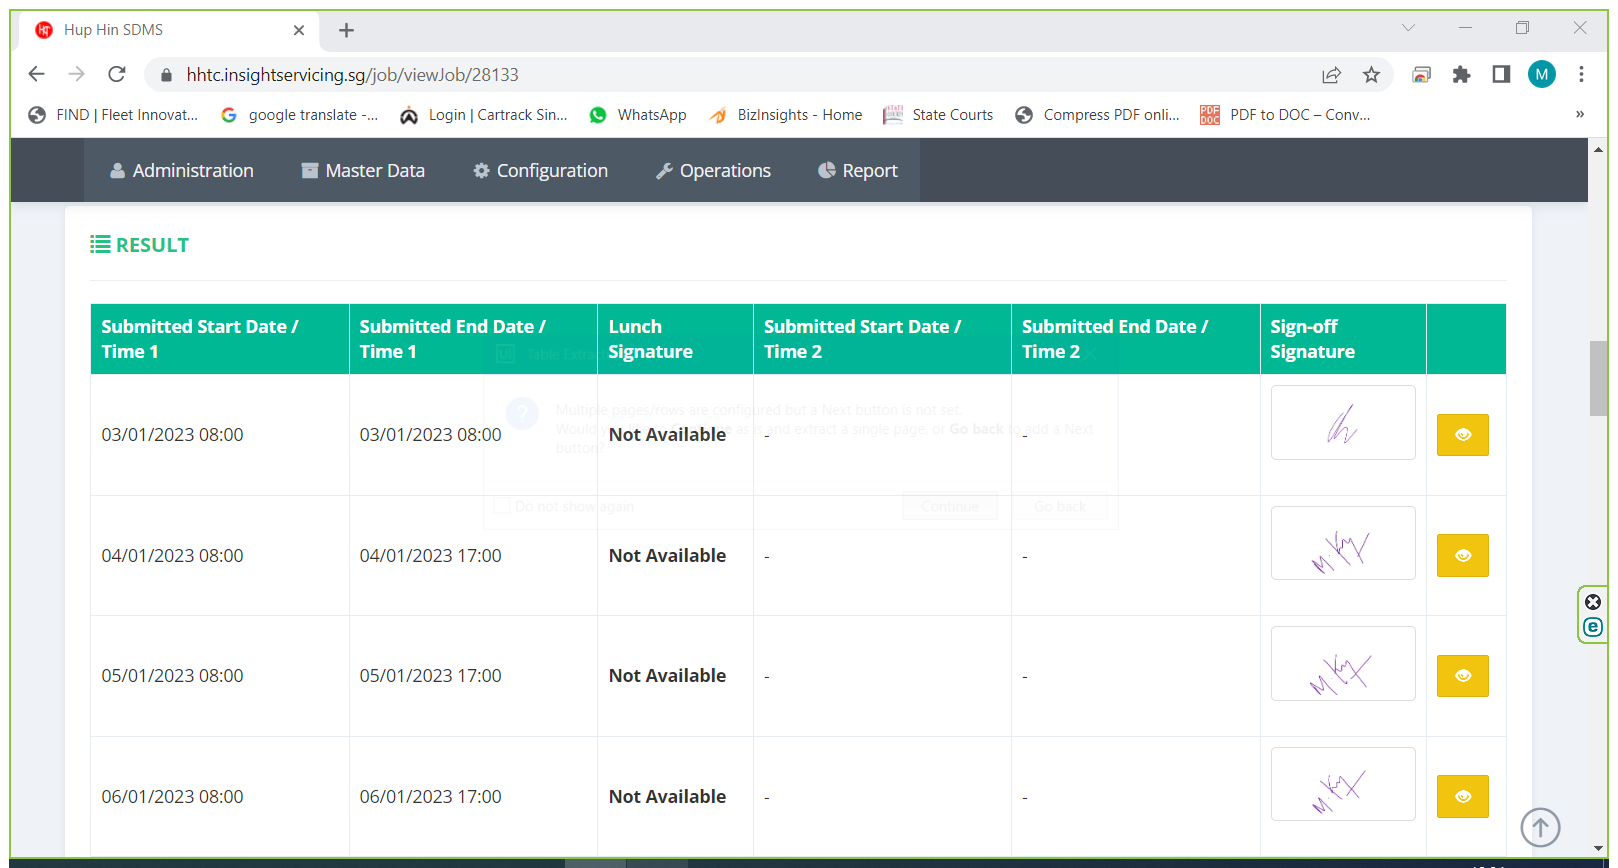 Hup Hin SDMS
hhtc.insightservicing.sg/job/viewJob/28133
M
FIND | Fleet Innovat...
google translate -...
Login | Cartrack Sin...
WhatsApp
BizInsights - Home
State Courts
Compress PDF onli...
PDF to DOC – Conv...
»
Administration
Master Data
Configuration
Operations
Report
RESULT
Submitted Start Date / Time 1
Submitted End Date / Time 1
Lunch Signature
Submitted Start Date / Time 2
Submitted End Date / Time 2
Sign-off Signature
Table Extrac
Multiple pages/rows are configured but a Next button is not set.
Would you like to Continue as is and extract a single page, or Go back to add a Next
button?
Do not show again
Continue
Go back
03/01/2023 08:00
03/01/2023 08:00
Not Available
-
-
04/01/2023 08:00
04/01/2023 17:00
Not Available
-
-
05/01/2023 08:00
05/01/2023 17:00
Not Available
-
-
06/01/2023 08:00
06/01/2023 17:00
Not Available
-
-